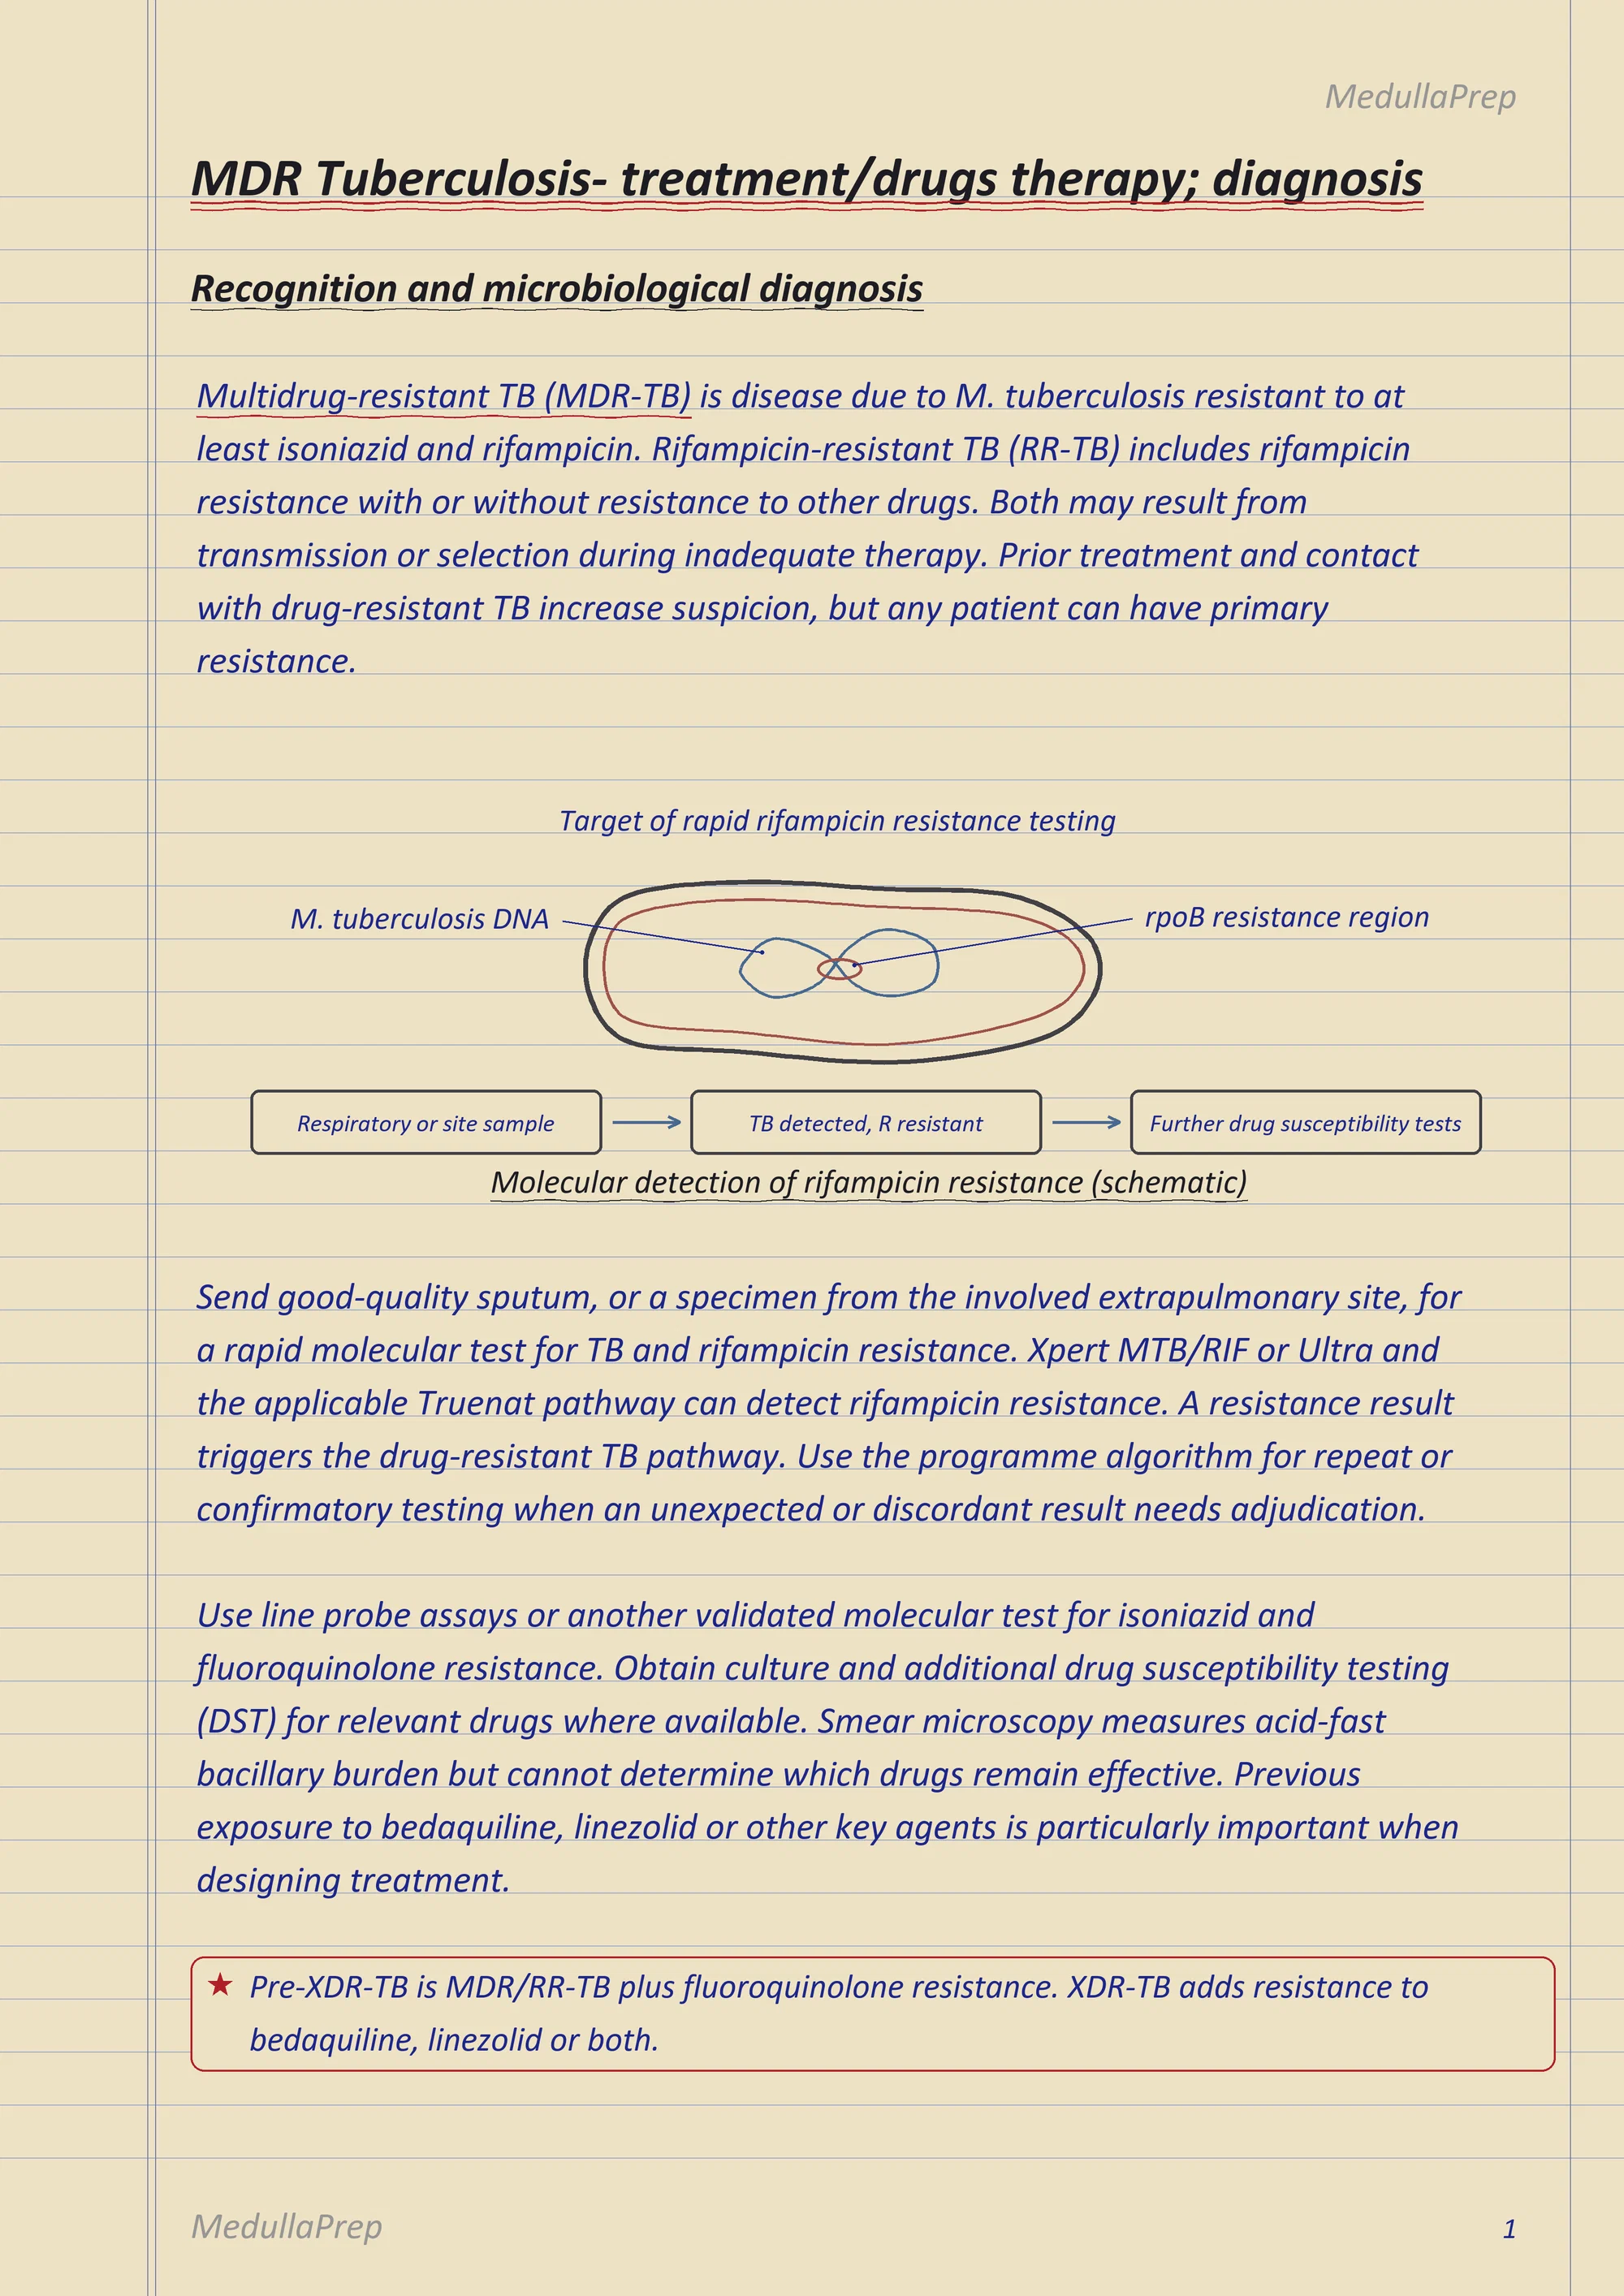 MedullaPrep
MDR Tuberculosis- treatment/drugs therapy; diagnosis
Recognition and microbiological diagnosis
Multidrug-resistant TB (MDR-TB) is disease due to M. tuberculosis resistant to at
least isoniazid and rifampicin. Rifampicin-resistant TB (RR-TB) includes rifampicin
resistance with or without resistance to other drugs. Both may result from
transmission or selection during inadequate therapy. Prior treatment and contact
with drug-resistant TB increase suspicion, but any patient can have primary
resistance.
Target of rapid rifampicin resistance testing
M. tuberculosis DNA
rpoB resistance region
Respiratory or site sample
TB detected, R resistant
Further drug susceptibility tests
Molecular detection of rifampicin resistance (schematic)
Send good-quality sputum, or a specimen from the involved extrapulmonary site, for
a rapid molecular test for TB and rifampicin resistance. Xpert MTB/RIF or Ultra and
the applicable Truenat pathway can detect rifampicin resistance. A resistance result
triggers the drug-resistant TB pathway. Use the programme algorithm for repeat or
confirmatory testing when an unexpected or discordant result needs adjudication.
Use line probe assays or another validated molecular test for isoniazid and
fluoroquinolone resistance. Obtain culture and additional drug susceptibility testing
(DST) for relevant drugs where available. Smear microscopy measures acid-fast
bacillary burden but cannot determine which drugs remain effective. Previous
exposure to bedaquiline, linezolid or other key agents is particularly important when
designing treatment.
★ Pre-XDR-TB is MDR/RR-TB plus fluoroquinolone resistance. XDR-TB adds resistance to
bedaquiline, linezolid or both.
MedullaPrep
1